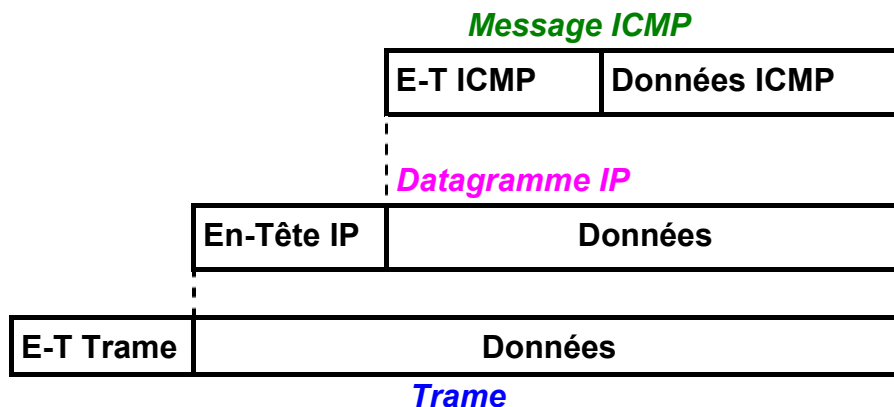 Message ICMP
E-T ICMP Données ICMP
Datagramme IP
En-Tête IP Données
E-T Trame Données
Trame